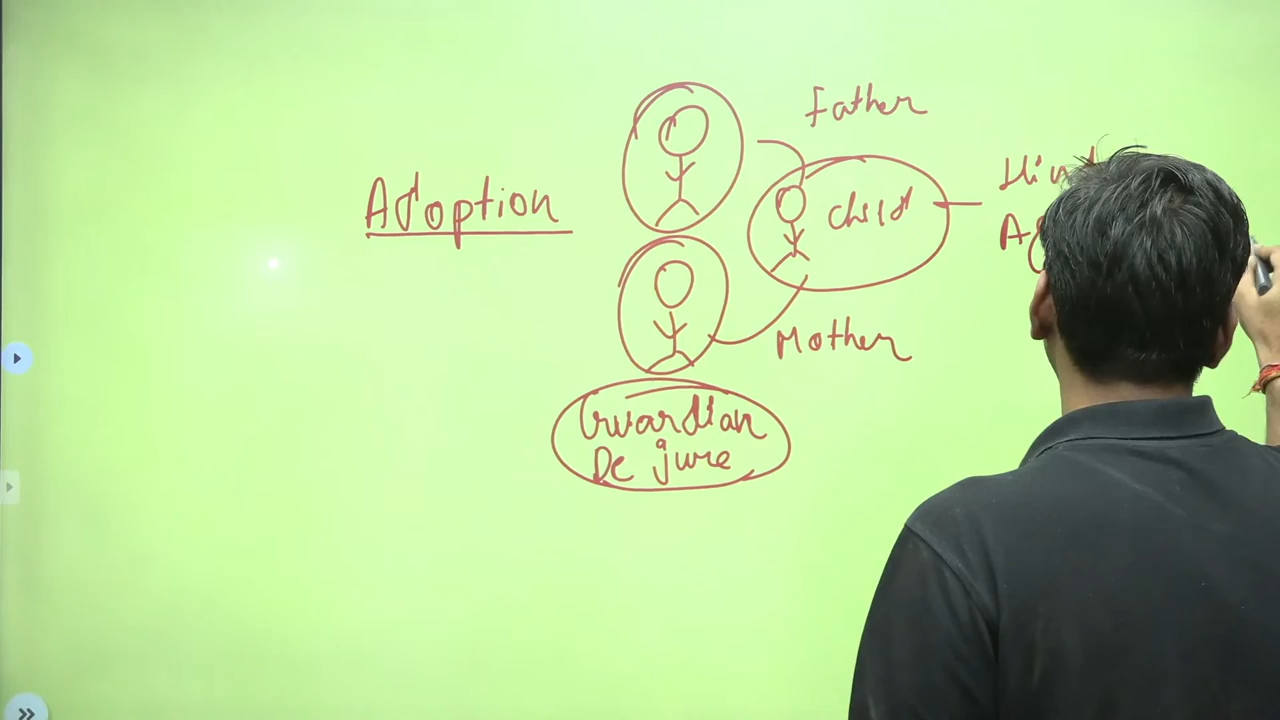 Father
Adoption
child
Mother
Guardian
De jure